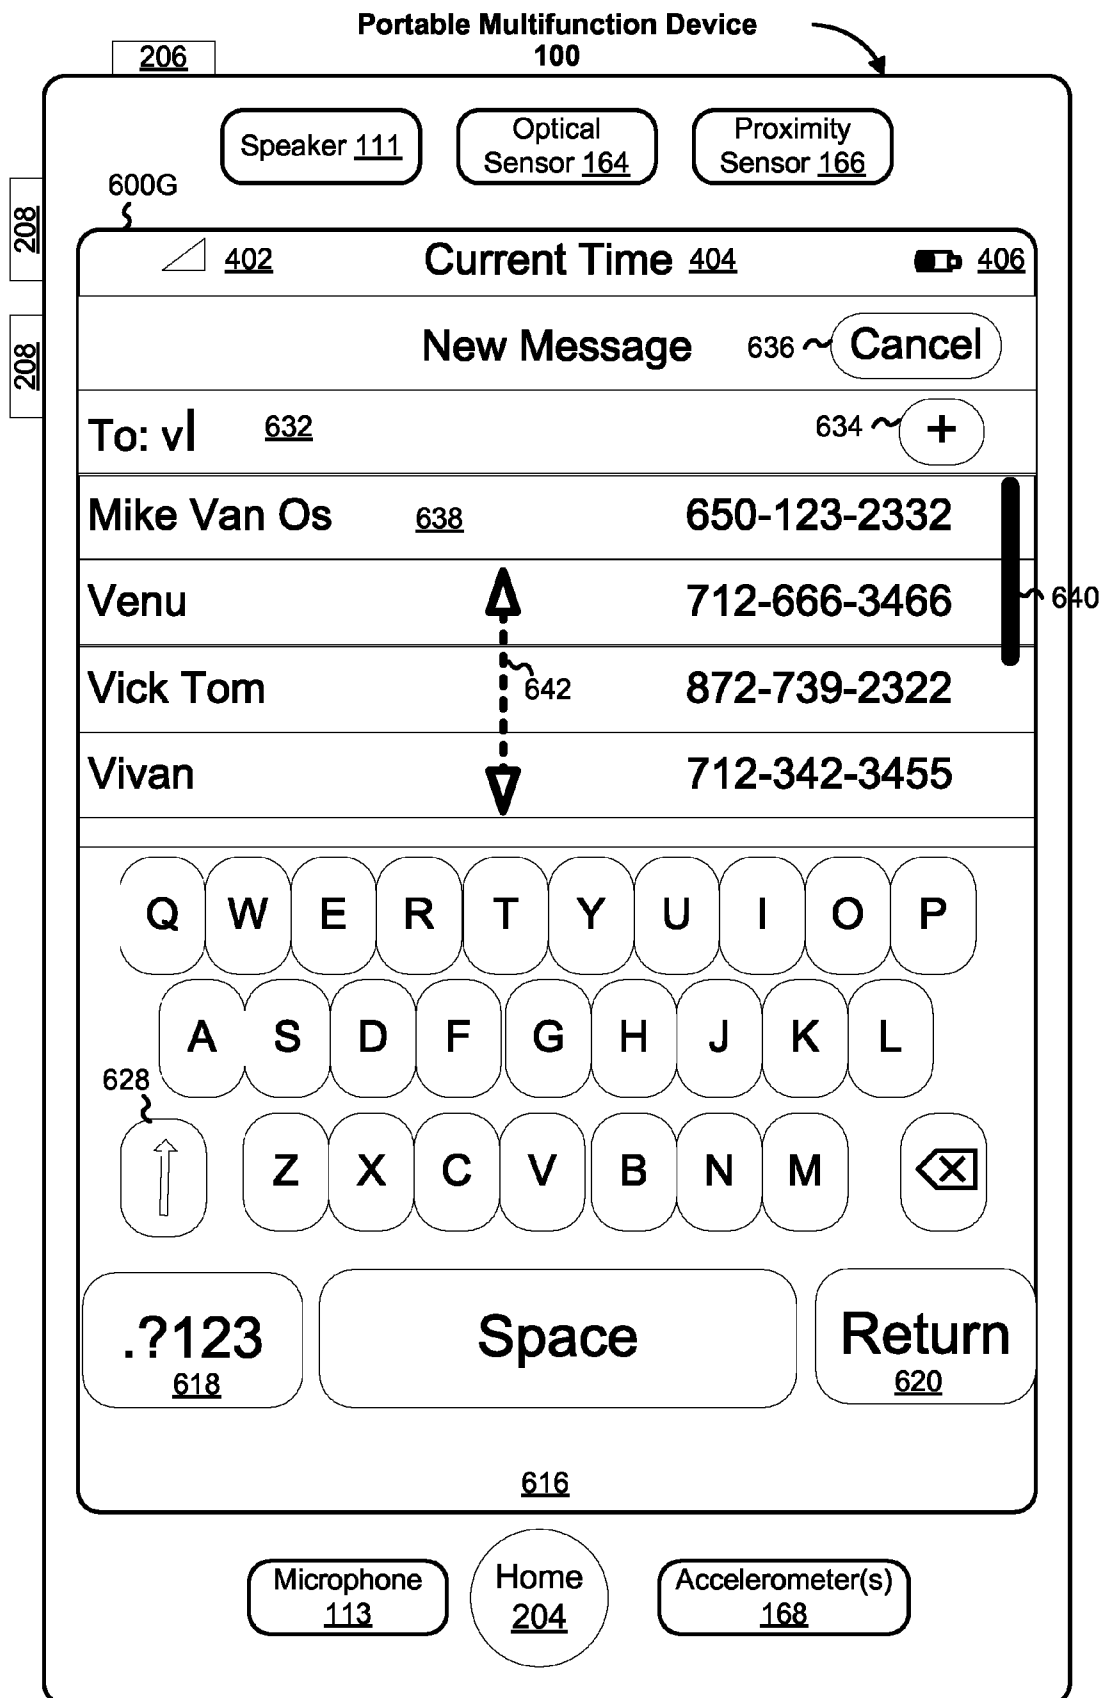 Portable Multifunction Device
100
206
Speaker 111
Optical
Sensor 164
Proximity
Sensor 166
600G
208
208
402
Current Time 404
406
New Message
636
Cancel
To: v
632
634
+
Mike Van Os
638
650-123-2332
640
Venu
712-666-3466
Vick Tom
642
872-739-2322
Vivan
712-342-3455
Q W E R T Y U I O P
A S D F G H J K L
628
Z X C V B N M
.?123
618
Space
Return
620
616
Microphone
113
Home
204
Accelerometer(s)
168